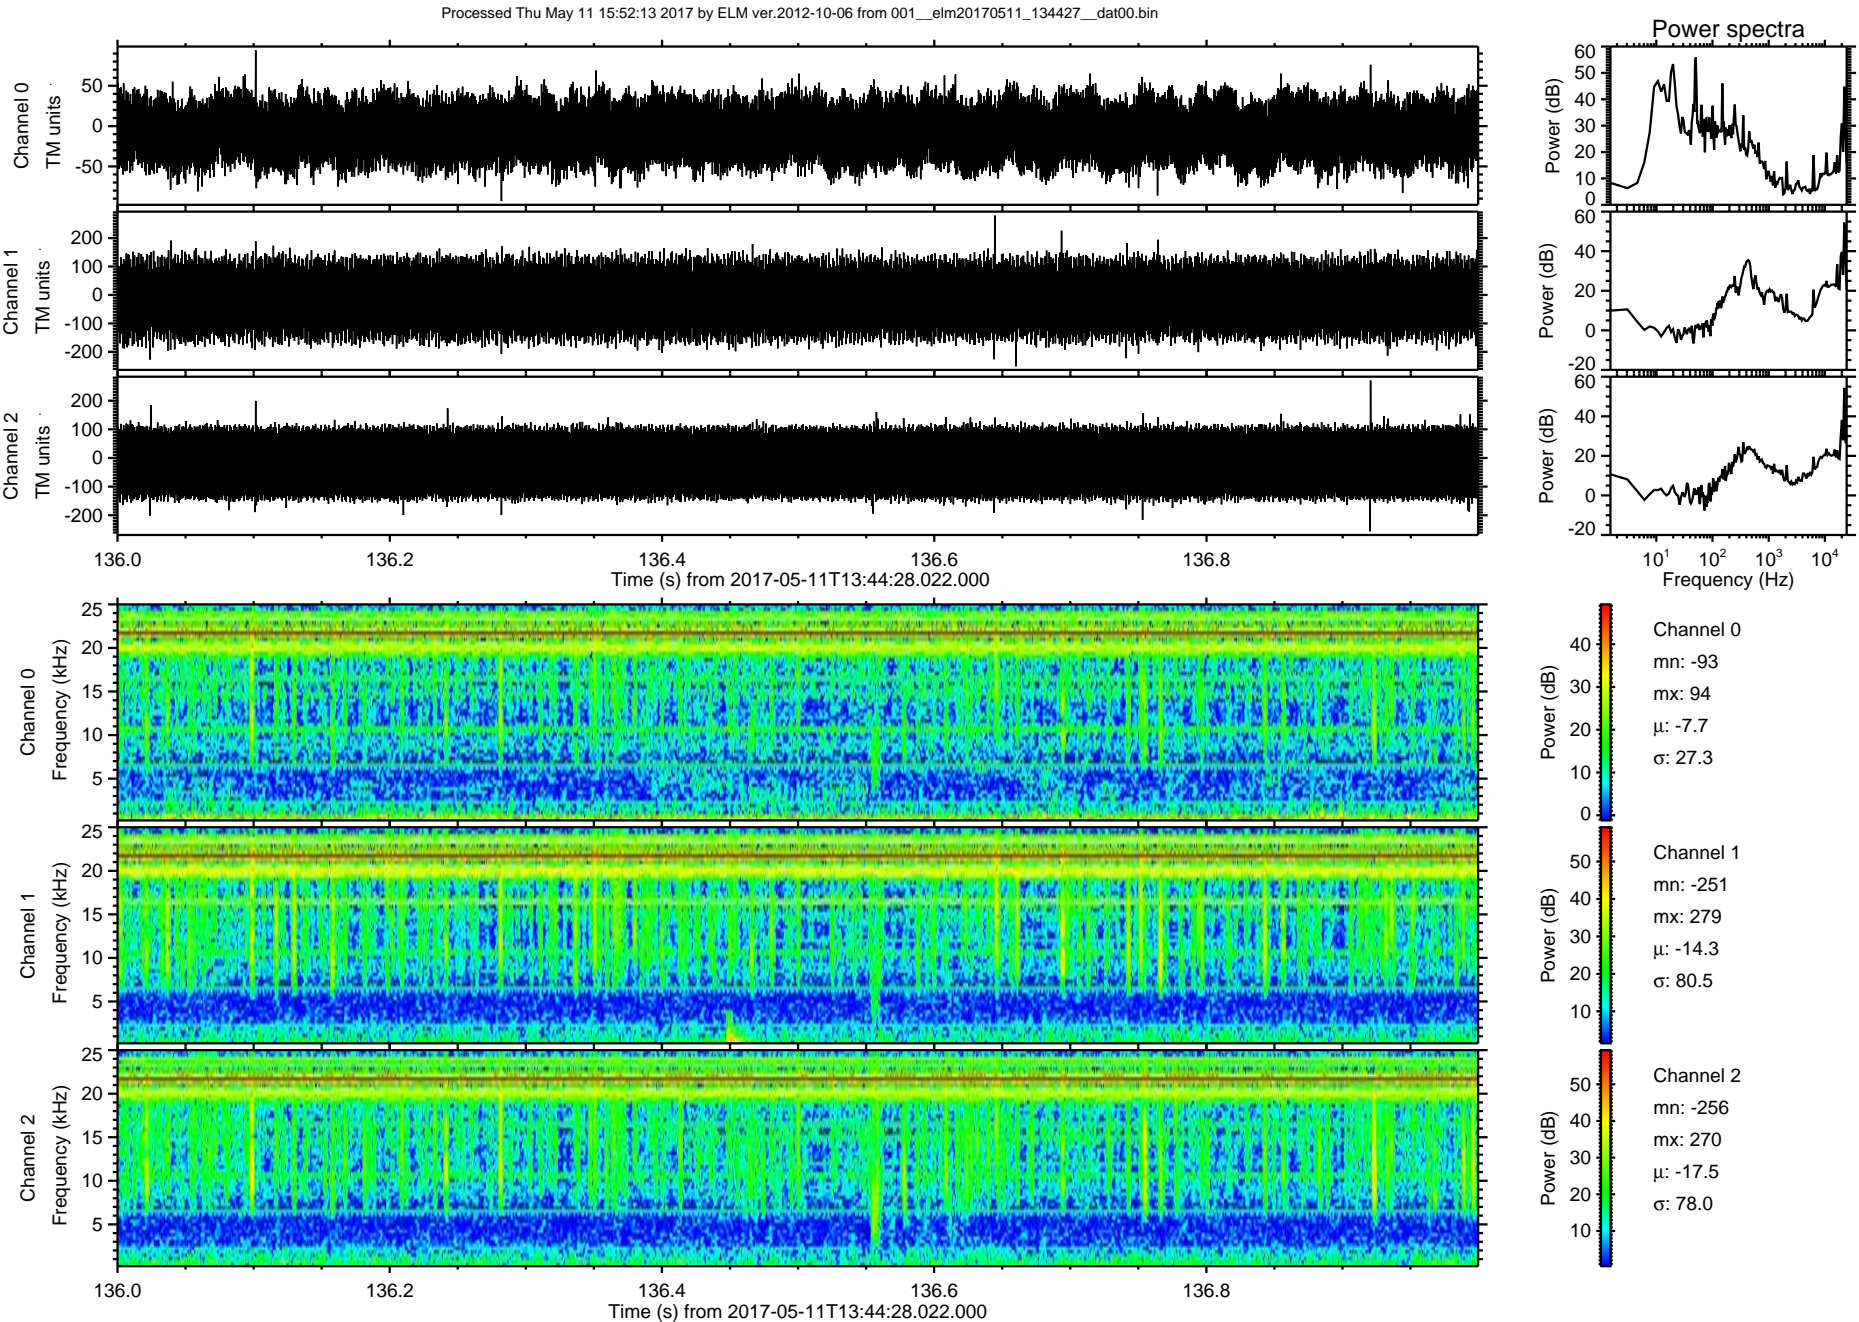 Processed Thu May 11 15:52:13 2017 by ELM ver.2012-10-06 from 001__elm20170511_134427__dat00.bin
Power spectra
Channel 0
TM units
50
0
-50
Power (dB)
60
50
40
30
20
10
0
Channel 1
TM units
200
100
0
-100
-200
Power (dB)
60
40
20
0
-20
Channel 2
TM units
200
100
0
-100
-200
Power (dB)
60
40
20
0
-20
136.0 136.2 136.4 136.6 136.8
Time (s) from 2017-05-11T13:44:28.022.000
10¹ 10² 10³ 10⁴
Frequency (Hz)
Channel 0
Frequency (kHz)
25
20
15
10
5
Power (dB)
40
30
20
10
0
Channel 0
mn: -93
mx: 94
μ: -7.7
σ: 27.3
Channel 1
Frequency (kHz)
25
20
15
10
5
Power (dB)
50
40
30
20
10
Channel 1
mn: -251
mx: 279
μ: -14.3
σ: 80.5
Channel 2
Frequency (kHz)
25
20
15
10
5
Power (dB)
50
40
30
20
10
Channel 2
mn: -256
mx: 270
μ: -17.5
σ: 78.0
136.0 136.2 136.4 136.6 136.8
Time (s) from 2017-05-11T13:44:28.022.000